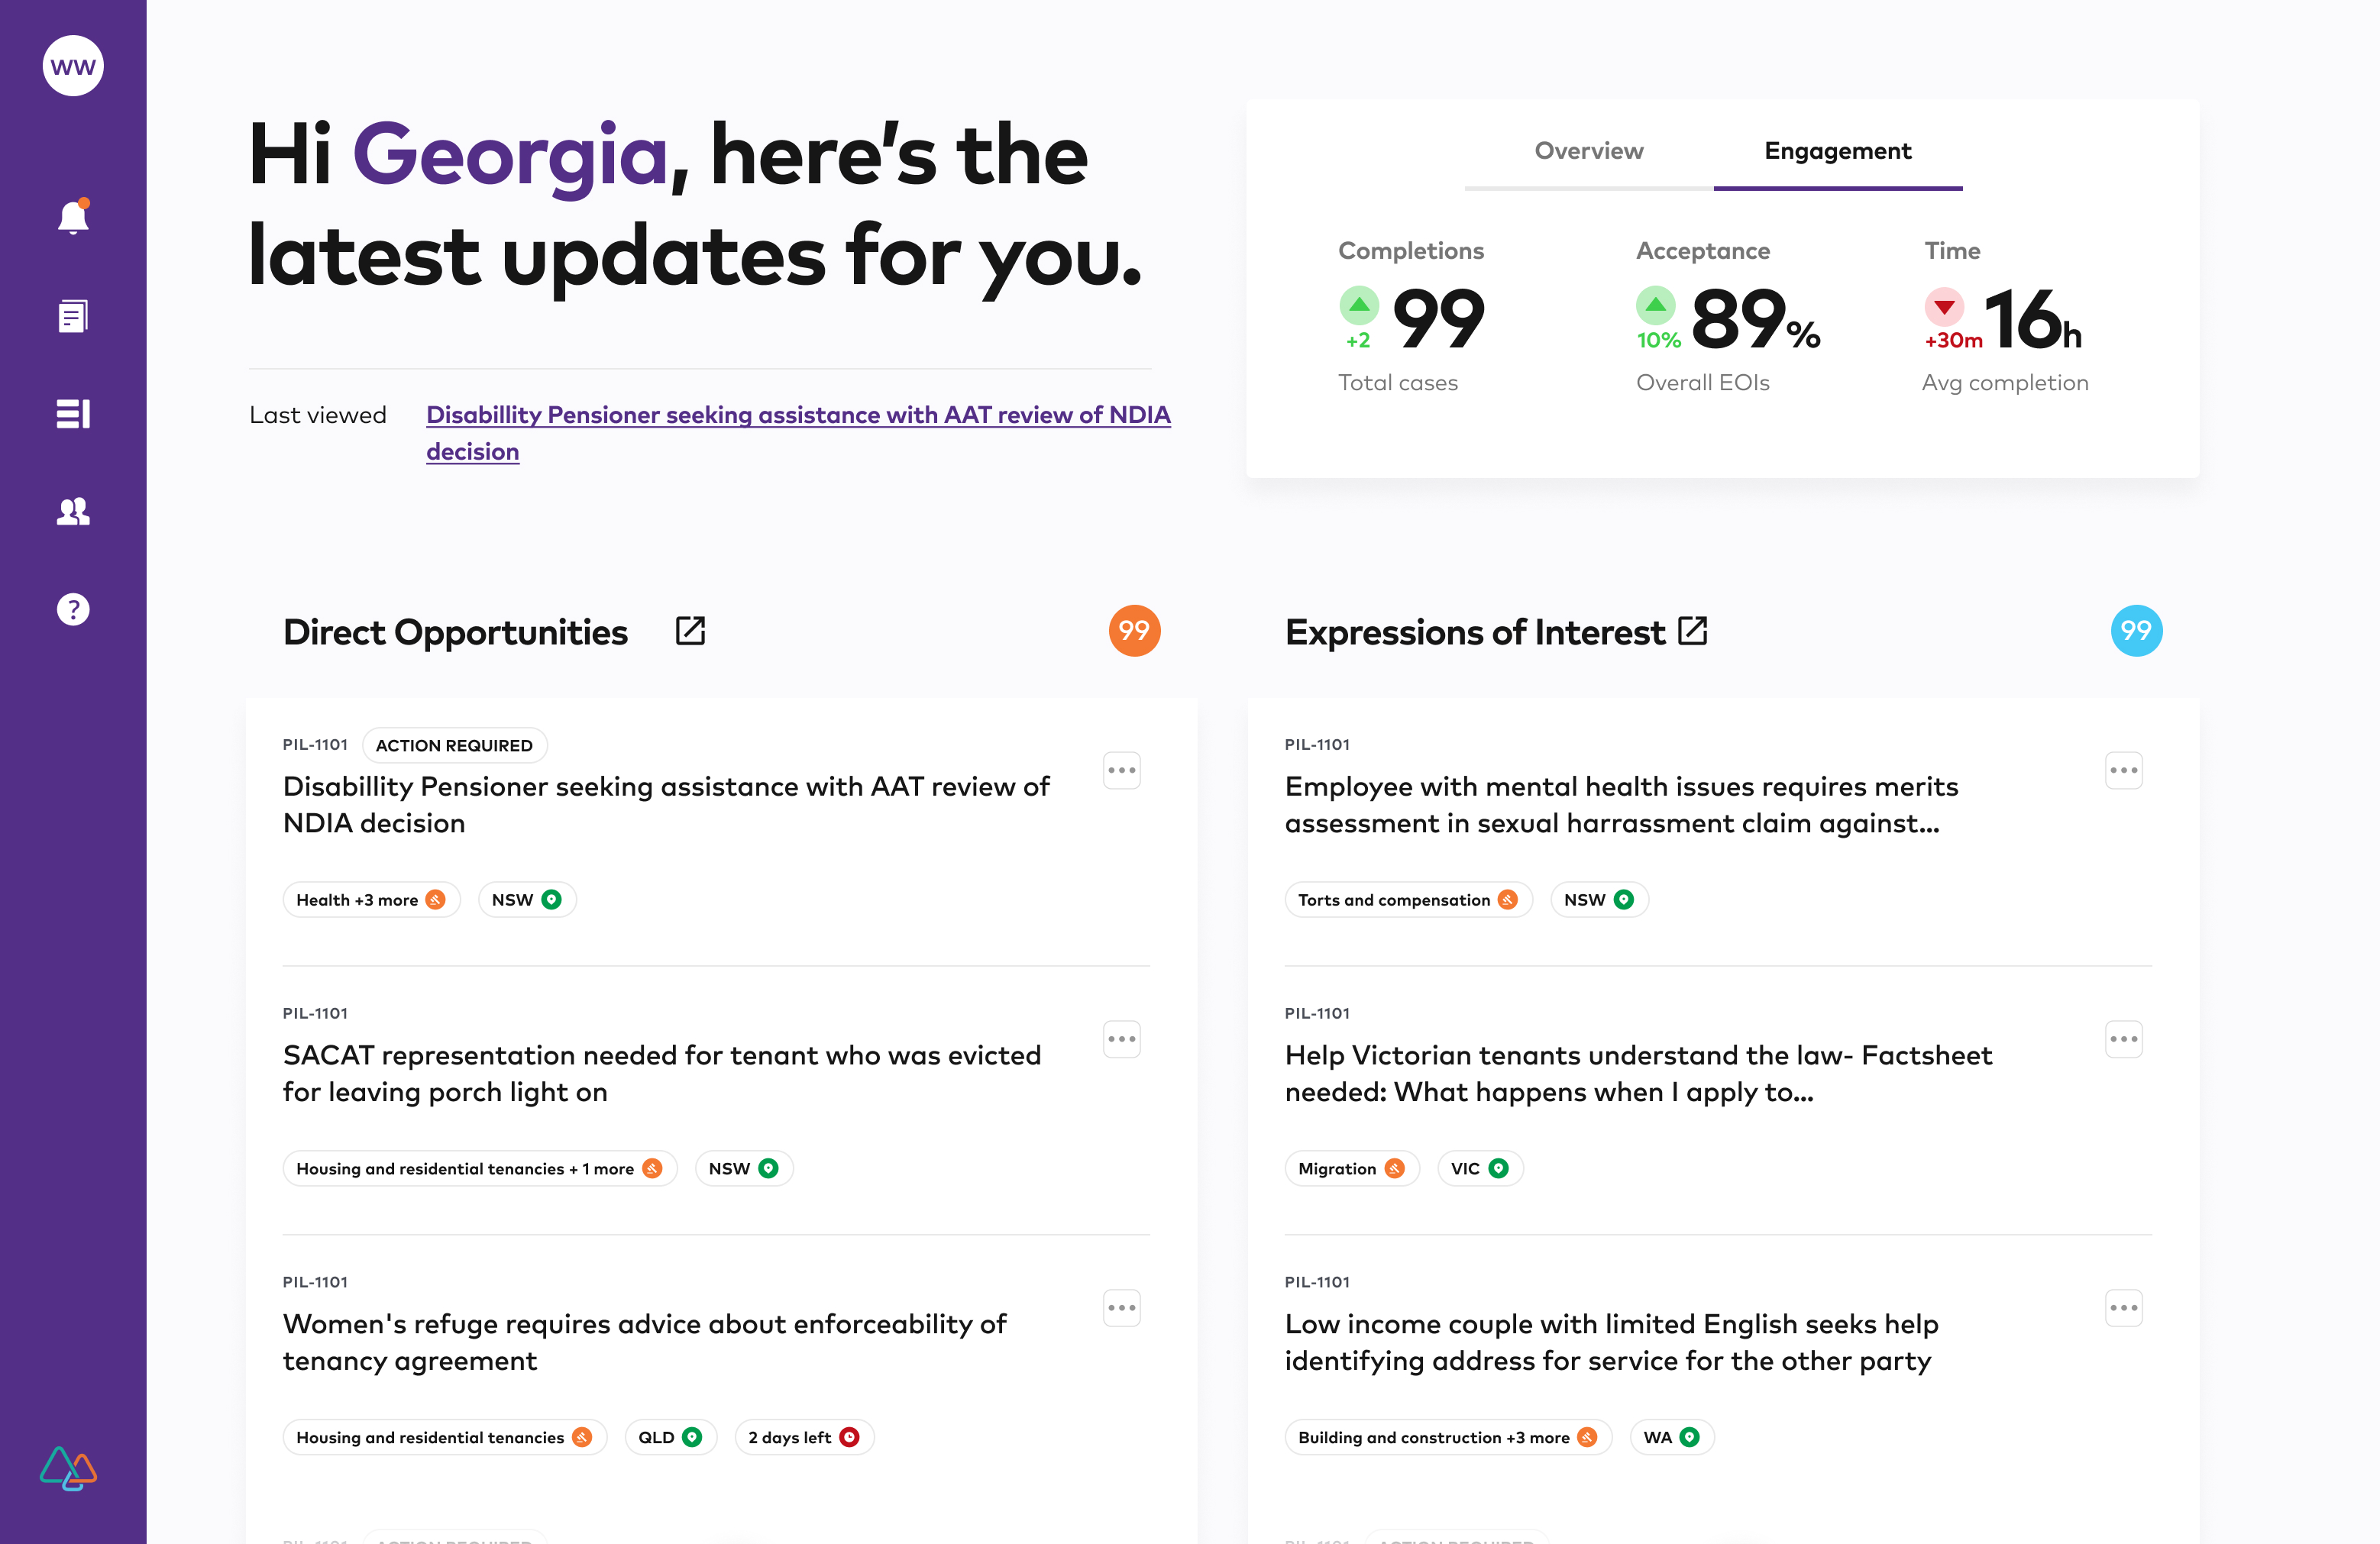 WW
Hi Georgia, here's the
latest updates for you.
Last viewed
Disabillity Pensioner seeking assistance with AAT review of NDIA
decision
Overview
Engagement
Completions
+2
99
Total cases
Acceptance
10%
89%
Overall EOIs
Time
+30m
16h
Avg completion
?
Direct Opportunities
99
PIL-1101
ACTION REQUIRED
Disabillity Pensioner seeking assistance with AAT review of
NDIA decision
Health +3 more
NSW
PIL-1101
SACAT representation needed for tenant who was evicted
for leaving porch light on
Housing and residential tenancies + 1 more
NSW
PIL-1101
Women's refuge requires advice about enforceability of
tenancy agreement
Housing and residential tenancies
QLD
2 days left
PIL-1101
ACTION REQUIRED
Expressions of Interest
99
PIL-1101
Employee with mental health issues requires merits
assessment in sexual harrassment claim against...
Torts and compensation
NSW
PIL-1101
Help Victorian tenants understand the law- Factsheet
needed: What happens when I apply to...
Migration
VIC
PIL-1101
Low income couple with limited English seeks help
identifying address for service for the other party
Building and construction +3 more
WA
PIL-1101
ACTION REQUIRED